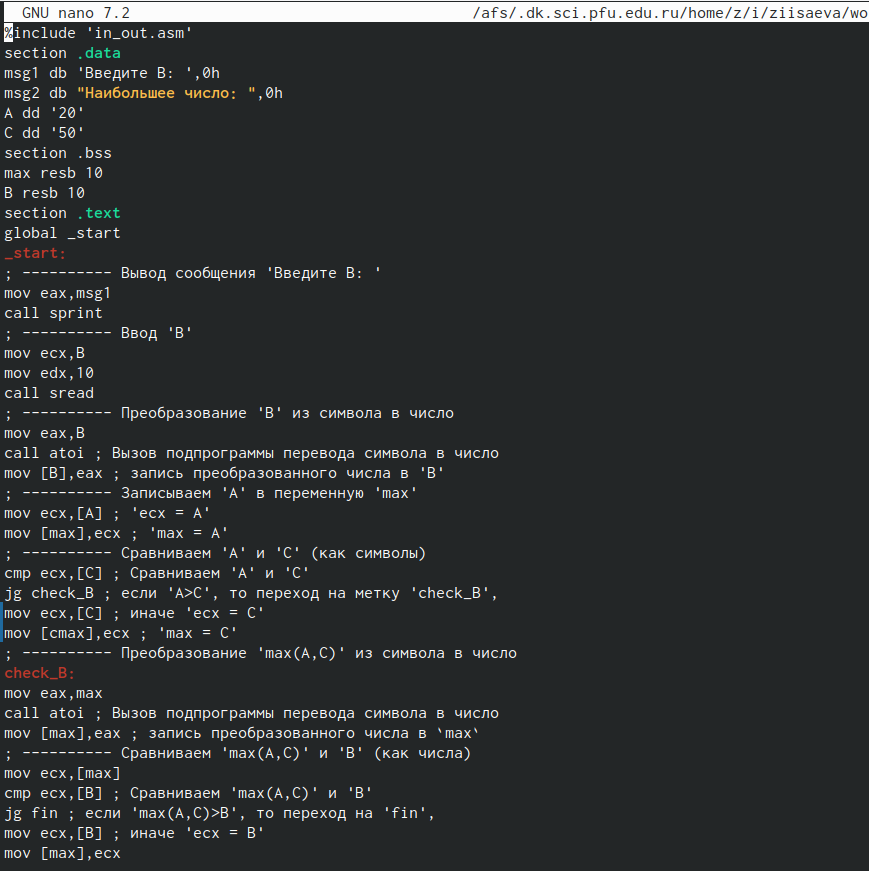 GNU nano 7.2 /afs/.dk.sci.pfu.edu.ru/home/z/i/ziisaeva/wo
%include 'in_out.asm'
section .data
msg1 db 'Введите B: ',0h
msg2 db "Наибольшее число: ",0h
A dd '20'
C dd '50'
section .bss
max resb 10
B resb 10
section .text
global _start
_start:
; ---------- Вывод сообщения 'Введите B: '
mov eax,msg1
call sprint
; ---------- Ввод 'B'
mov ecx,B
mov edx,10
call sread
; ---------- Преобразование 'B' из символа в число
mov eax,B
call atoi ; Вызов подпрограммы перевода символа в число
mov [B],eax ; запись преобразованного числа в 'B'
; ---------- Записываем 'A' в переменную 'max'
mov ecx,[A] ; 'ecx = A'
mov [max],ecx ; 'max = A'
; ---------- Сравниваем 'A' и 'С' (как символы)
cmp ecx,[C] ; Сравниваем 'A' и 'С'
jg check_B ; если 'A>C', то переход на метку 'check_B',
mov ecx,[C] ; иначе 'ecx = C'
mov [cmax],ecx ; 'max = C'
; ---------- Преобразование 'max(A,C)' из символа в число
check_B:
mov eax,max
call atoi ; Вызов подпрограммы перевода символа в число
mov [max],eax ; запись преобразованного числа в `max`
; ---------- Сравниваем 'max(A,C)' и 'B' (как числа)
mov ecx,[max]
cmp ecx,[B] ; Сравниваем 'max(A,C)' и 'B'
jg fin ; если 'max(A,C)>B', то переход на 'fin',
mov ecx,[B] ; иначе 'ecx = B'
mov [max],ecx